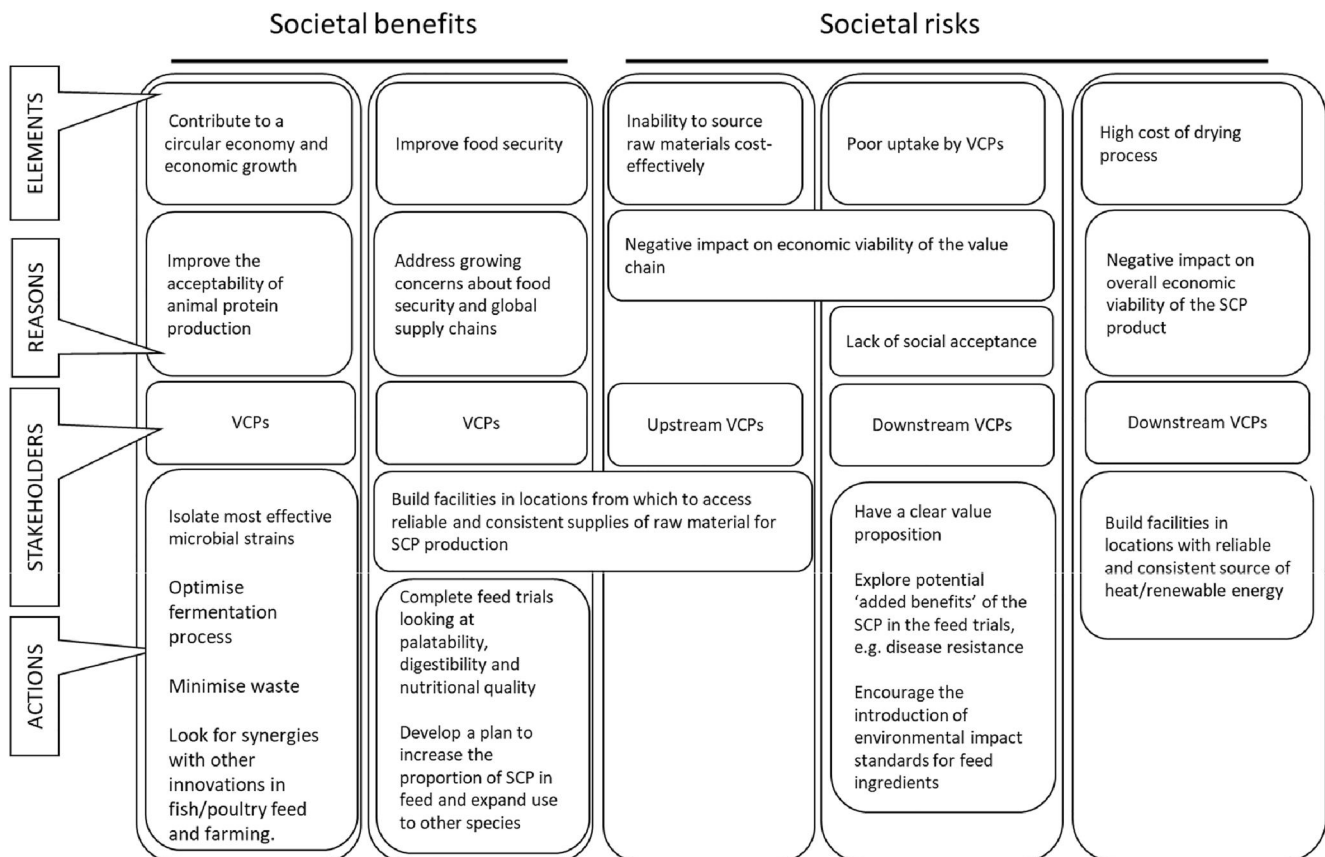 Societal benefits
Societal risks
ELEMENTS
Contribute to a
circular economy and
economic growth
Improve food security
Inability to source
raw materials cost-
effectively
Poor uptake by VCPs
High cost of drying
process
REASONS
Improve the
acceptability of
animal protein
production
Address growing
concerns about food
security and global
supply chains
Negative impact on economic viability of the value
chain
Lack of social acceptance
Negative impact on
overall economic
viability of the SCP
product
STAKEHOLDERS
VCPs
VCPs
Upstream VCPs
Downstream VCPs
Downstream VCPs
ACTIONS
Isolate most effective
microbial strains
Optimise
fermentation
process
Minimise waste
Look for synergies
with other
innovations in
fish/poultry feed
and farming.
Build facilities in locations from which to access
reliable and consistent supplies of raw material for
SCP production
Complete feed trials
looking at
palatability,
digestibility and
nutritional quality
Develop a plan to
increase the
proportion of SCP in
feed and expand use
to other species
Have a clear value
proposition
Explore potential
‘added benefits’ of the
SCP in the feed trials,
e.g. disease resistance
Encourage the
introduction of
environmental impact
standards for feed
ingredients
Build facilities in
locations with reliable
and consistent source of
heat/renewable energy